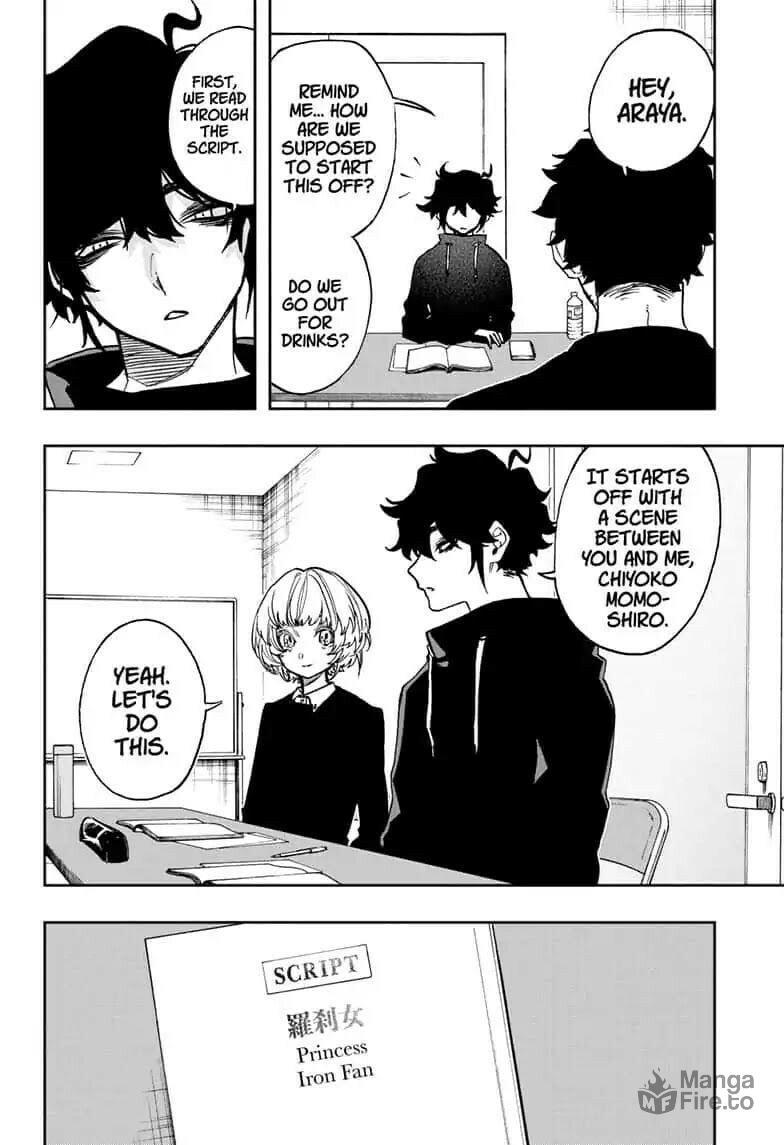 HEY,
ARAYA.
REMIND
ME... HOW
ARE WE
SUPPOSED
TO START
THIS OFF?
DO WE
GO OUT
FOR
DRINKS?
FIRST,
WE READ
THROUGH
THE
SCRIPT.
IT STARTS
OFF WITH
A SCENE
BETWEEN
YOU AND ME,
CHIYOKO
MOMO-
SHIRO.
YEAH.
LET'S
DO
THIS.
SCRIPT
羅刹女
Princess
Iron Fan
MF
Manga
Fire.to